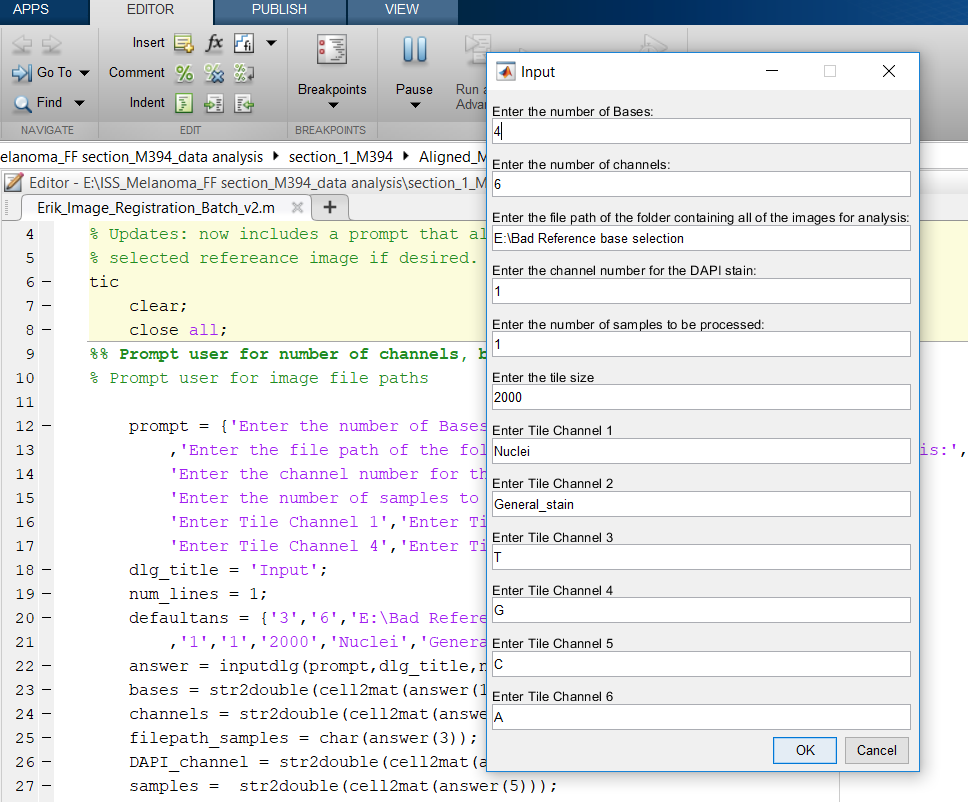 APPS EDITOR PUBLISH VIEW
Insert fx
Go To Comment
Find Indent
Breakpoints
Pause
Run
Adva
NAVIGATE EDIT BREAKPOINTS
elanoma_FF section_M394_data analysis section_1_M394 Aligned_M
Editor - E:\ISS_Melanoma_FF section_M394_data analysis\section_1_M
Erik_Image_Registration_Batch_v2.m
4 % Updates: now includes a prompt that al
5 % selected refereance image if desired.
6 tic
7 clear;
8 close all;
9 %% Prompt user for number of channels, b
10 % Prompt user for image file paths
11
12 prompt = {'Enter the number of Bases
13 ,'Enter the file path of the fol is:',
14 'Enter the channel number for th
15 'Enter the number of samples to
16 'Enter Tile Channel 1','Enter Ti
17 'Enter Tile Channel 4','Enter Ti
18 dlg_title = 'Input';
19 num_lines = 1;
20 defaultans = {'3','6','E:\Bad Refere
21 ,'1','1','2000','Nuclei','Genera
22 answer = inputdlg(prompt,dlg_title,n
23 bases = str2double(cell2mat(answer(1
24 channels = str2double(cell2mat(answe
25 filepath_samples = char(answer(3));
26 DAPI_channel = str2double(cell2mat(a
27 samples = str2double(cell2mat(answer(5)));
Input
Enter the number of Bases:
4
Enter the number of channels:
6
Enter the file path of the folder containing all of the images for analysis:
E:\Bad Reference base selection
Enter the channel number for the DAPI stain:
1
Enter the number of samples to be processed:
1
Enter the tile size
2000
Enter Tile Channel 1
Nuclei
Enter Tile Channel 2
General_stain
Enter Tile Channel 3
T
Enter Tile Channel 4
G
Enter Tile Channel 5
C
Enter Tile Channel 6
A
OK Cancel